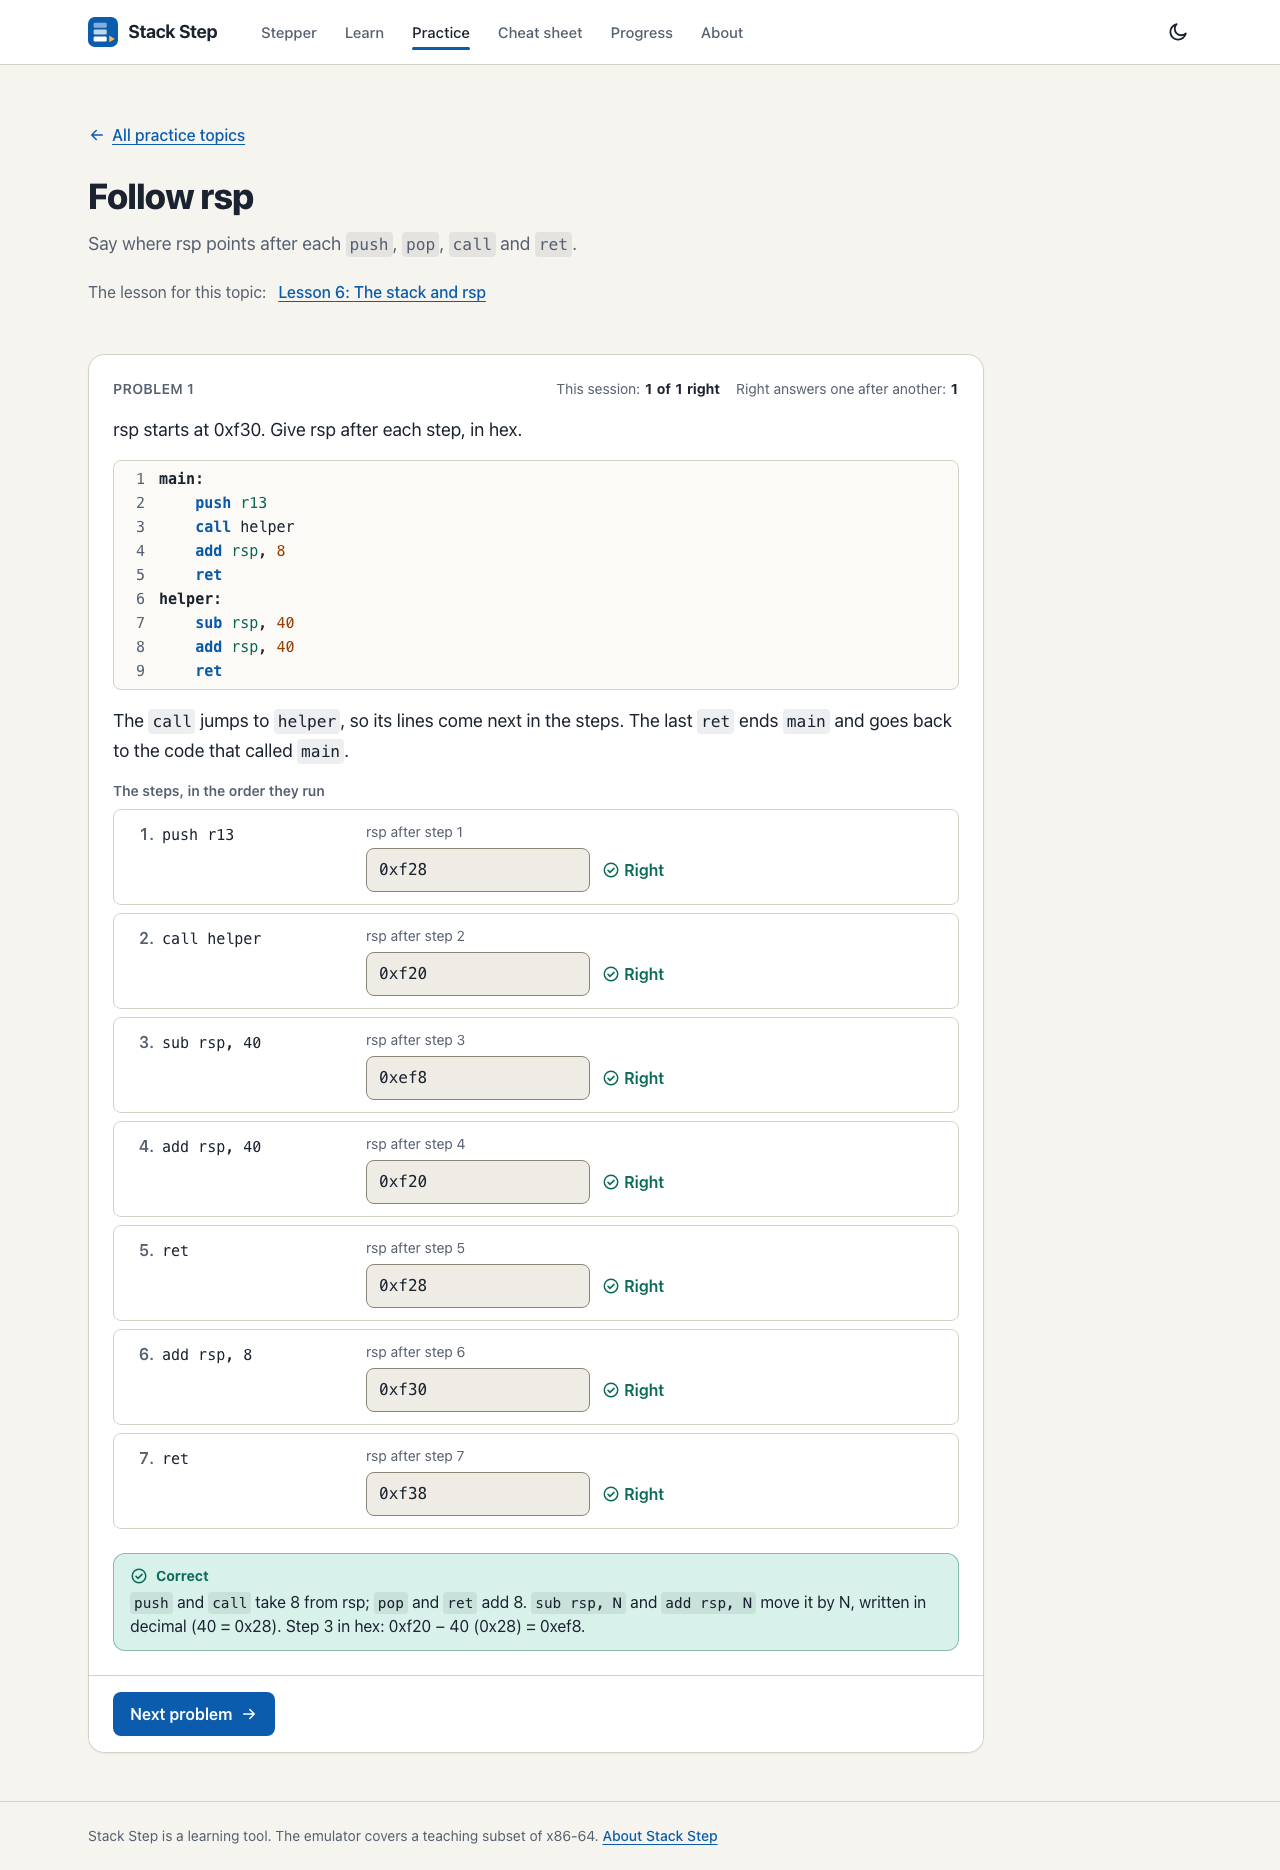 Stack Step
Stepper Learn Practice Cheat sheet Progress About
← All practice topics
Follow rsp
Say where rsp points after each push, pop, call and ret.
The lesson for this topic: Lesson 6: The stack and rsp
PROBLEM 1 This session: 1 of 1 right Right answers one after another: 1
rsp starts at 0xf30. Give rsp after each step, in hex.
1 main:
2 push r13
3 call helper
4 add rsp, 8
5 ret
6 helper:
7 sub rsp, 40
8 add rsp, 40
9 ret
The call jumps to helper, so its lines come next in the steps. The last ret ends main and goes back
to the code that called main.
The steps, in the order they run
1. push r13 rsp after step 1
0xf28 Right
2. call helper rsp after step 2
0xf20 Right
3. sub rsp, 40 rsp after step 3
0xef8 Right
4. add rsp, 40 rsp after step 4
0xf20 Right
5. ret rsp after step 5
0xf28 Right
6. add rsp, 8 rsp after step 6
0xf30 Right
7. ret rsp after step 7
0xf38 Right
Correct
push and call take 8 from rsp; pop and ret add 8. sub rsp, N and add rsp, N move it by N, written in
decimal (40 = 0x28). Step 3 in hex: 0xf20 − 40 (0x28) = 0xef8.
Next problem →
Stack Step is a learning tool. The emulator covers a teaching subset of x86-64. About Stack Step